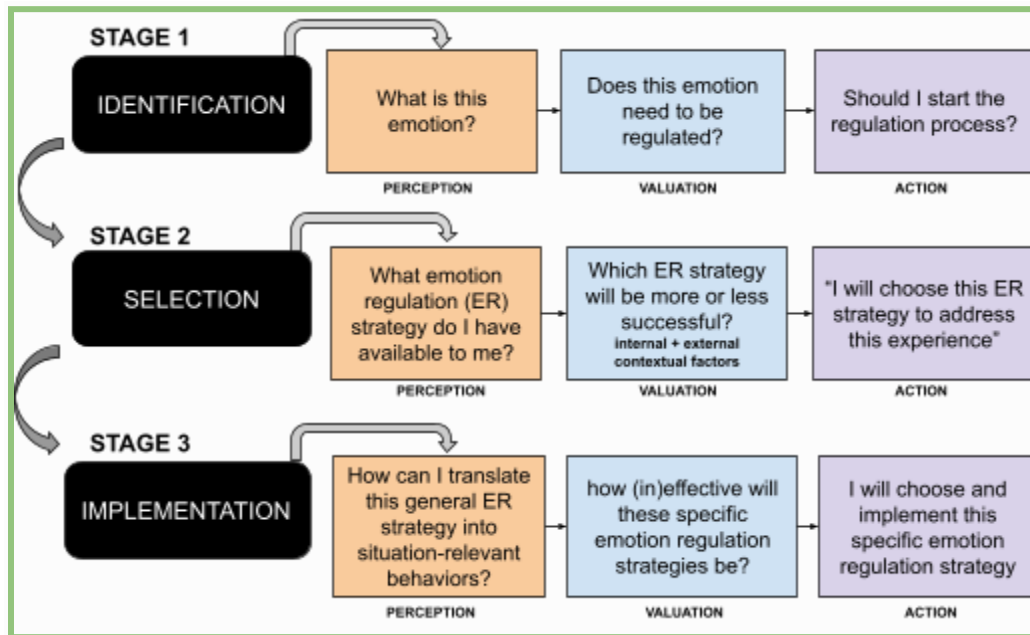 STAGE 1
IDENTIFICATION
What is this
emotion?
PERCEPTION
Does this emotion
need to be
regulated?
VALUATION
Should I start the
regulation process?
ACTION
STAGE 2
SELECTION
What emotion
regulation (ER)
strategy do I have
available to me?
PERCEPTION
Which ER strategy
will be more or less
successful?
internal + external
contextual factors
VALUATION
"I will choose this ER
strategy to address
this experience"
ACTION
STAGE 3
IMPLEMENTATION
How can I translate
this general ER
strategy into
situation-relevant
behaviors?
PERCEPTION
how (in)effective will
these specific
emotion regulation
strategies be?
VALUATION
I will choose and
implement this
specific emotion
regulation strategy
ACTION